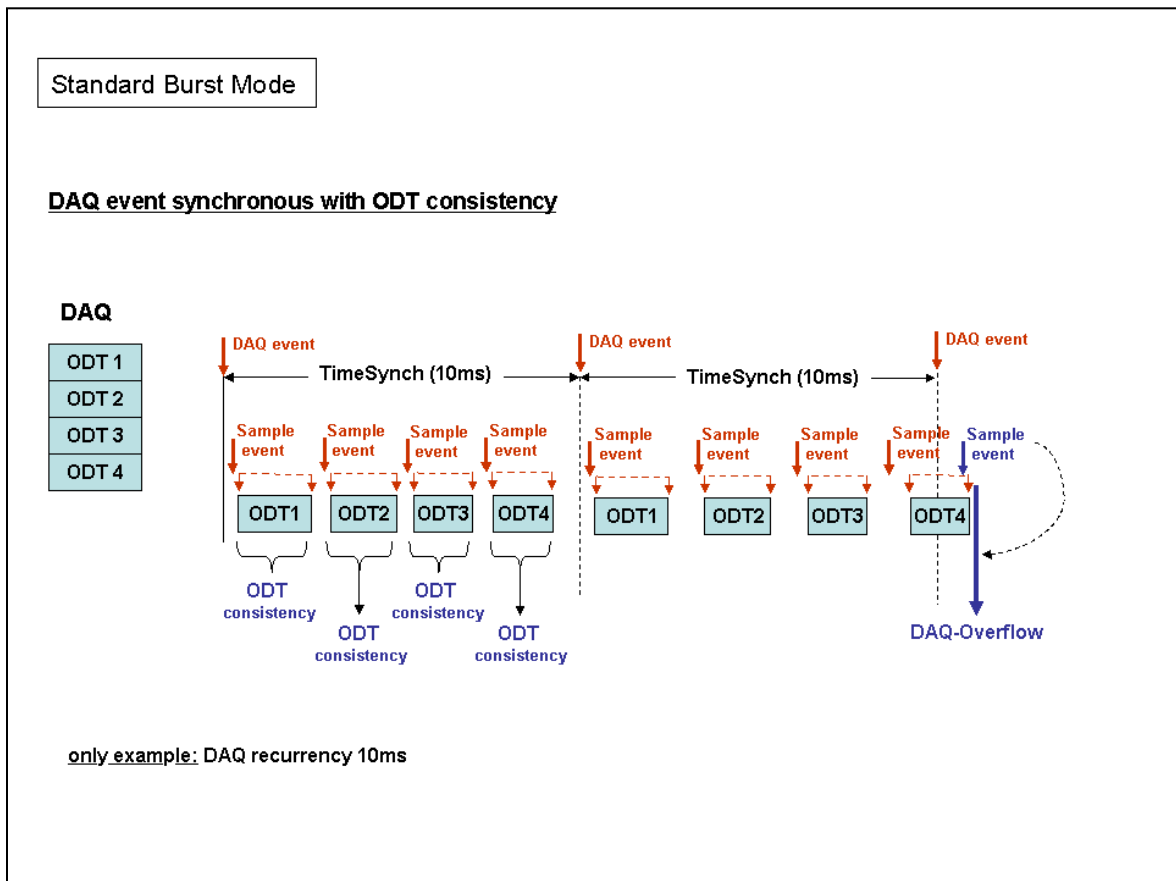 Standard Burst Mode
DAQ event synchronous with ODT consistency
DAQ
ODT 1
ODT 2
ODT 3
ODT 4
DAQ event
DAQ event
DAQ event
TimeSynch (10ms)
TimeSynch (10ms)
Sample
event
Sample
event
Sample
event
Sample
event
Sample
event
Sample
event
Sample
event
Sample
event
Sample
event
ODT1
ODT2
ODT3
ODT4
ODT1
ODT2
ODT3
ODT4
ODT
consistency
ODT
consistency
ODT
consistency
ODT
consistency
DAQ-Overflow
only example: DAQ recurrency 10ms